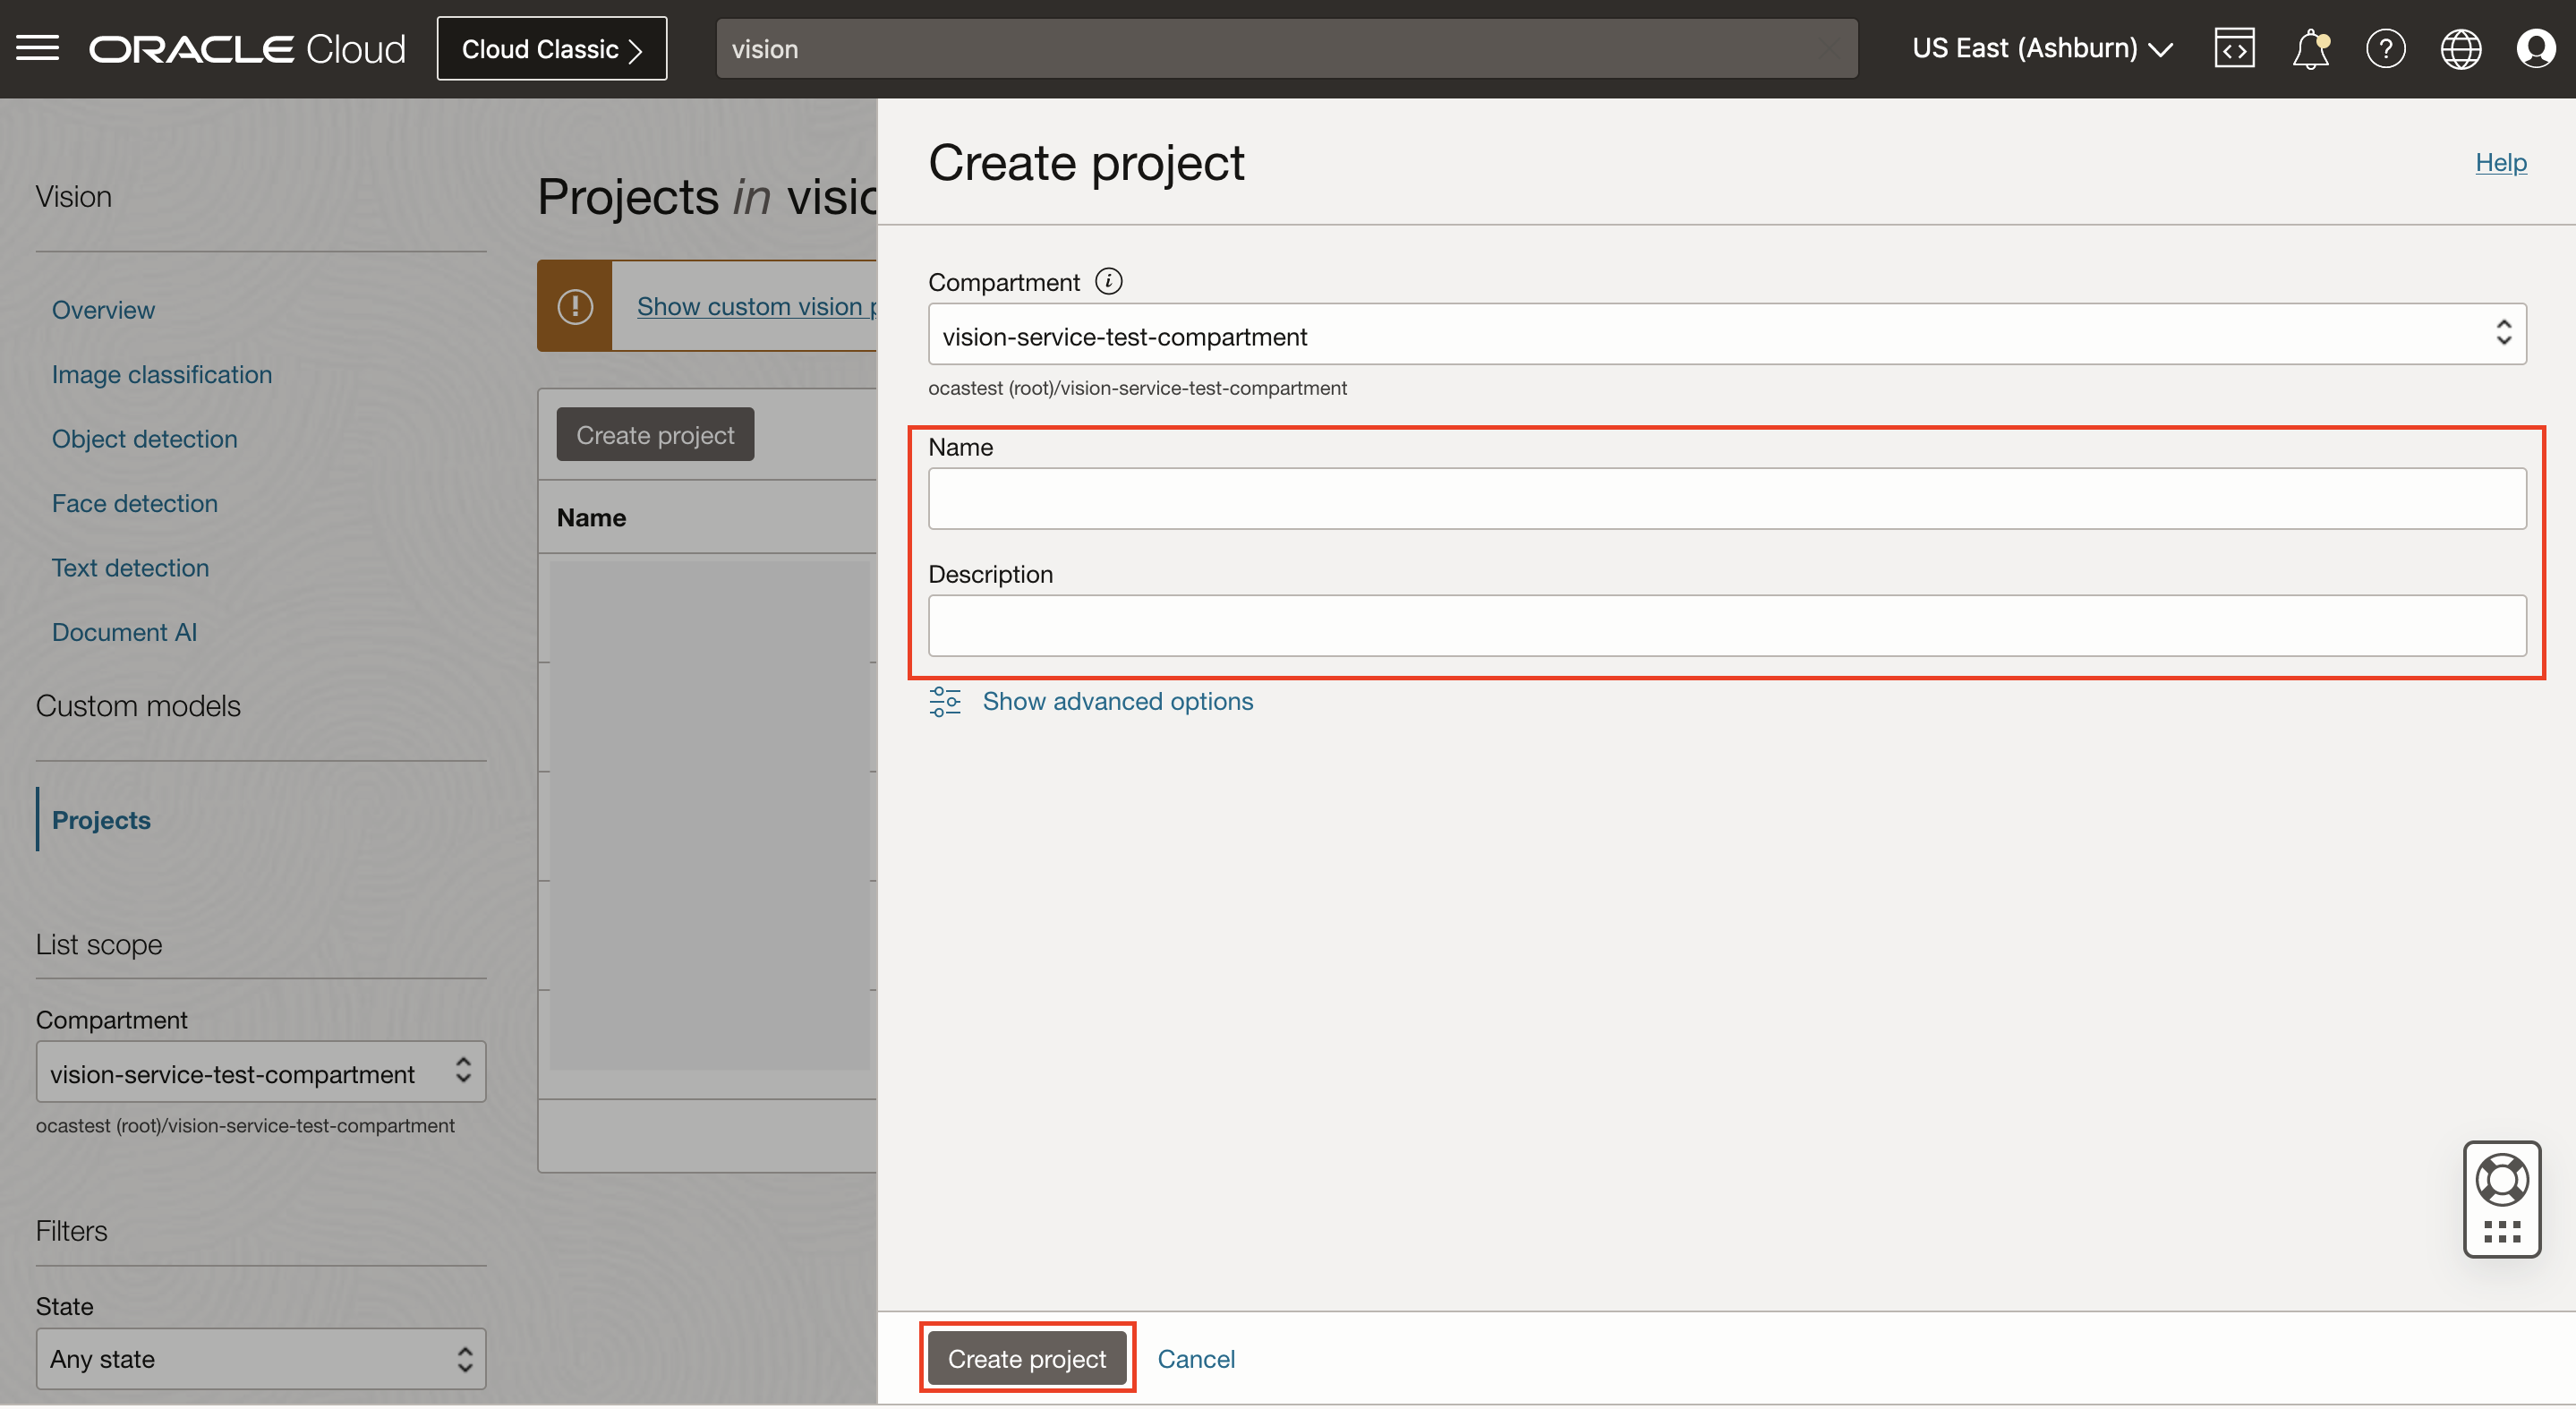 ORACLE Cloud
Cloud Classic
vision
US East (Ashburn)
Vision
Overview
Image classification
Object detection
Face detection
Text detection
Document AI
Custom models
Projects
List scope
Compartment
vision-service-test-compartment
ocastest (root)/vision-service-test-compartment
Filters
State
Any state
Projects in
Show custom vision
Create project
Name
Create project
Help
Compartment
vision-service-test-compartment
ocastest (root)/vision-service-test-compartment
Name
Description
Show advanced options
Create project
Cancel